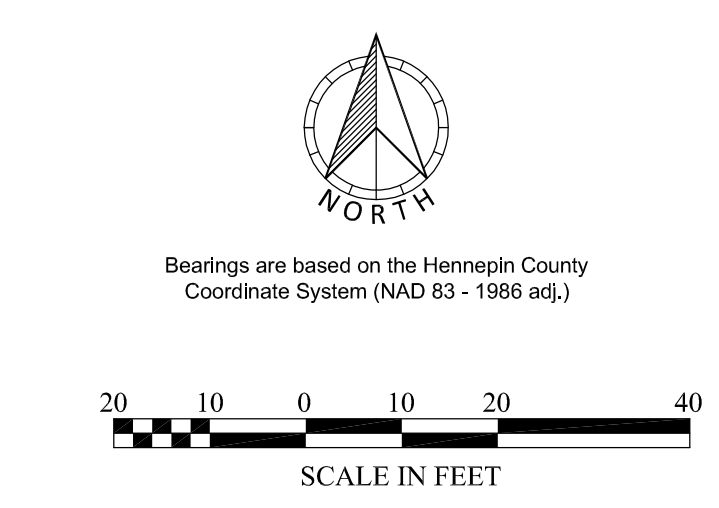 NORTH
Bearings are based on the Hennepin County
Coordinate System (NAD 83 - 1986 adj.)
20 10 0 10 20 40
SCALE IN FEET